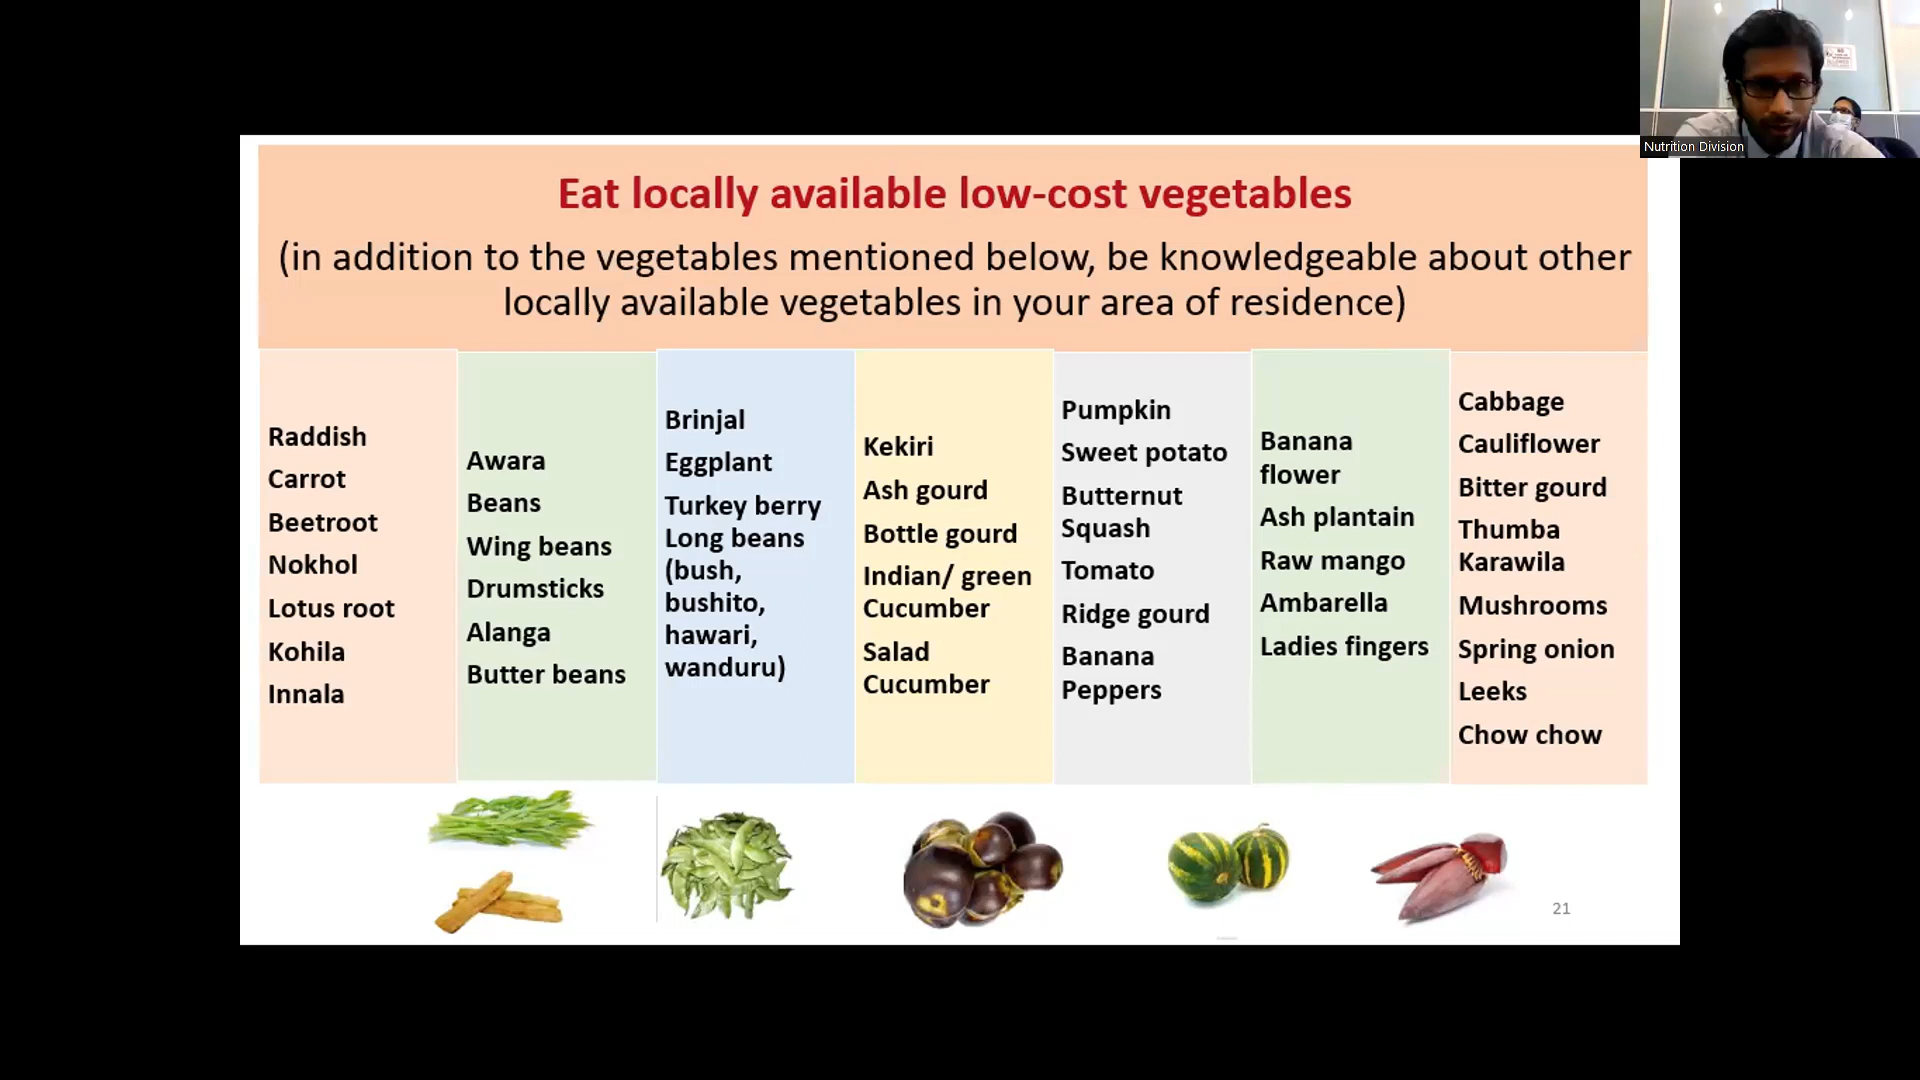 Nutrition Division
Eat locally available low-cost vegetables
(in addition to the vegetables mentioned below, be knowledgeable about other
locally available vegetables in your area of residence)
Raddish
Carrot
Beetroot
Nokhol
Lotus root
Kohila
Innala
Awara
Beans
Wing beans
Drumsticks
Alanga
Butter beans
Brinjal
Eggplant
Turkey berry
Long beans
(bush,
bushito,
hawari,
wanduru)
Kekiri
Ash gourd
Bottle gourd
Indian/ green
Cucumber
Salad
Cucumber
Pumpkin
Sweet potato
Butternut
Squash
Tomato
Ridge gourd
Banana
Peppers
Banana
flower
Ash plantain
Raw mango
Ambarella
Ladies fingers
Cabbage
Cauliflower
Bitter gourd
Thumba
Karawila
Mushrooms
Spring onion
Leeks
Chow chow
21